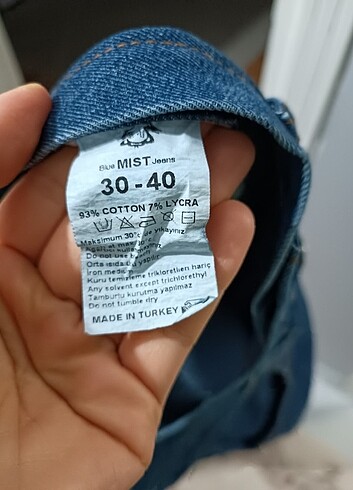 Blue MIST Jeans
30 - 40
93% COTTON 7% LYCRA
Maksimum 30°c de yıkayınız
Do not use
Orta ısıda ütü yapılır
Iron medium
Kuru temizleme trikloretilen hariç
Any solvent except trichlorethyl
Tamburlu kurutma yapılmaz
Do not tumble dry
MADE IN TURKEY